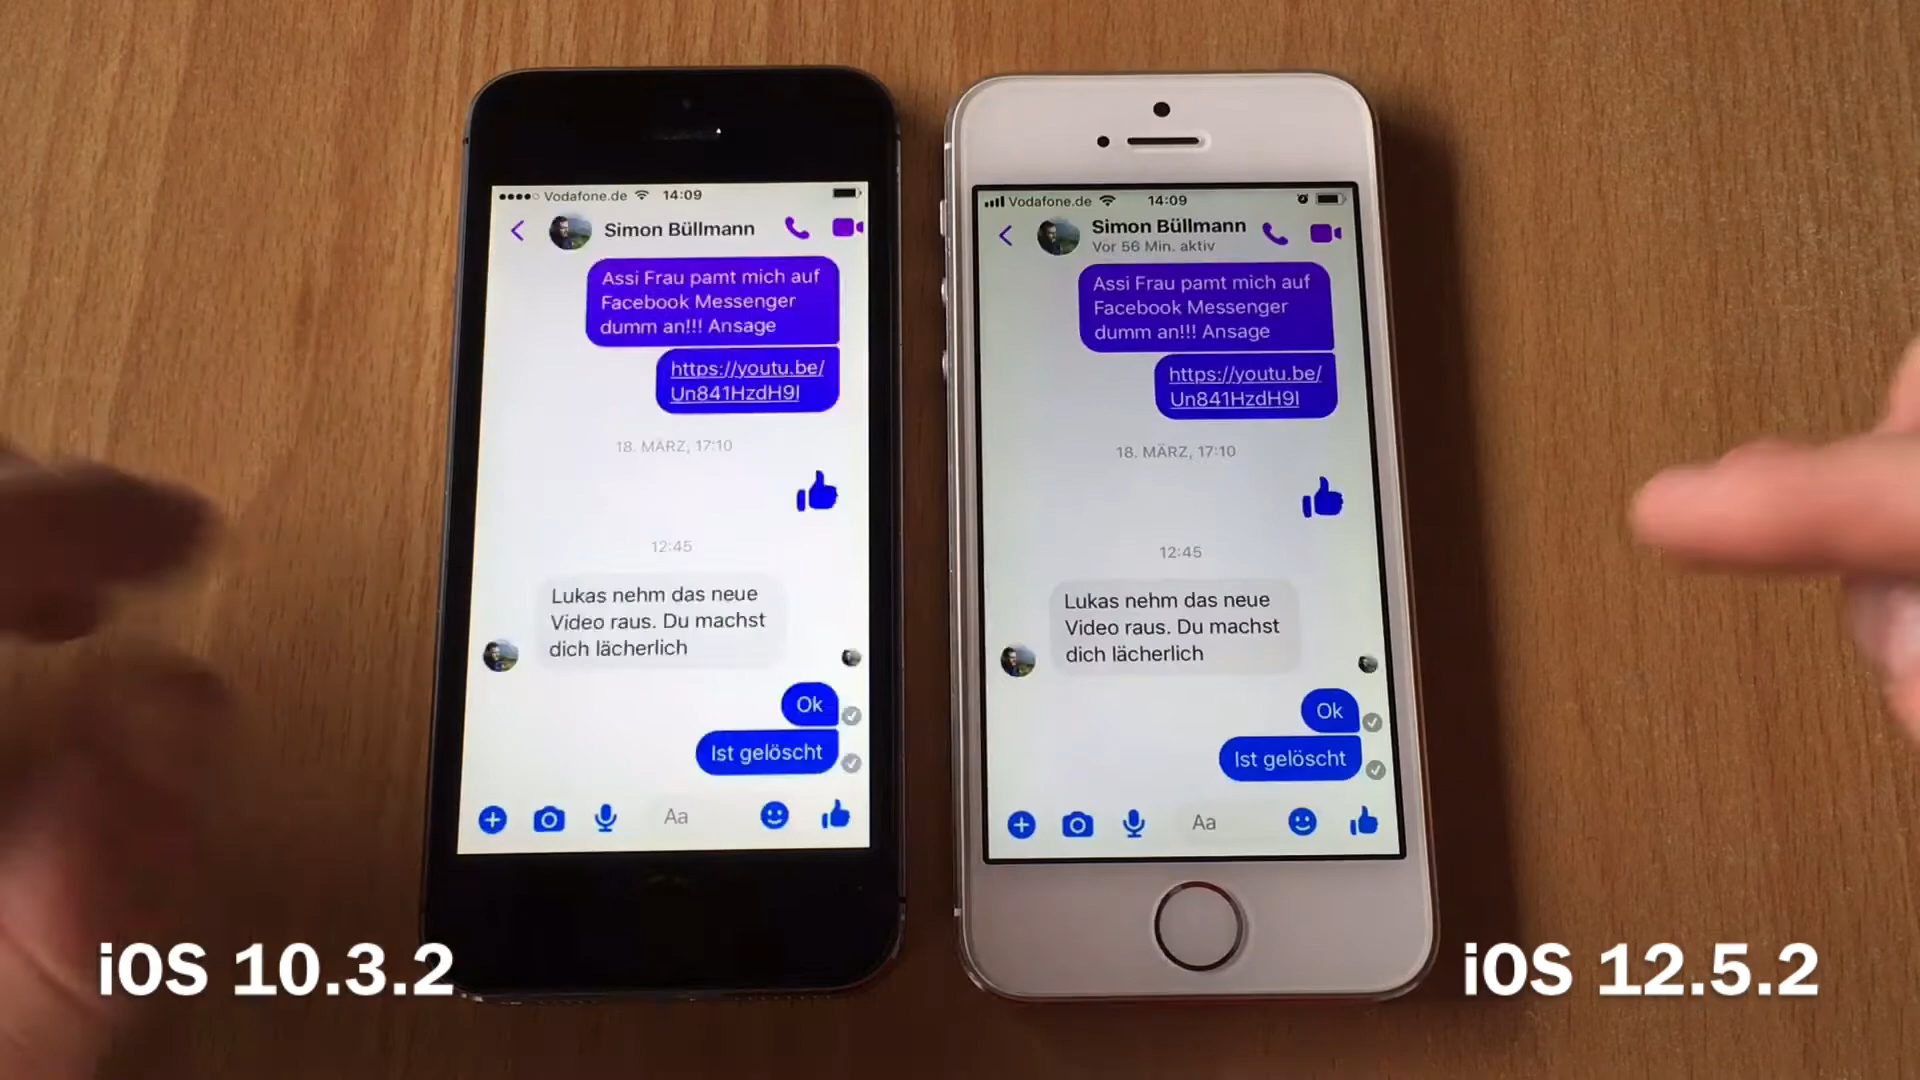 Vodafone.de 14:09
Simon Büllmann
Assi Frau pamt mich auf
Facebook Messenger
dumm an!!! Ansage
https://youtu.be/
Un841HzdH9I
18. MÄRZ, 17:10
12:45
Lukas nehm das neue
Video raus. Du machst
dich lächerlich
Ok
Ist gelöscht
Aa
Vodafone.de 14:09
Simon Büllmann
Vor 56 Min. aktiv
Assi Frau pamt mich auf
Facebook Messenger
dumm an!!! Ansage
https://youtu.be/
Un841HzdH9I
18. MÄRZ, 17:10
12:45
Lukas nehm das neue
Video raus. Du machst
dich lächerlich
Ok
Ist gelöscht
Aa
iOS 10.3.2
iOS 12.5.2